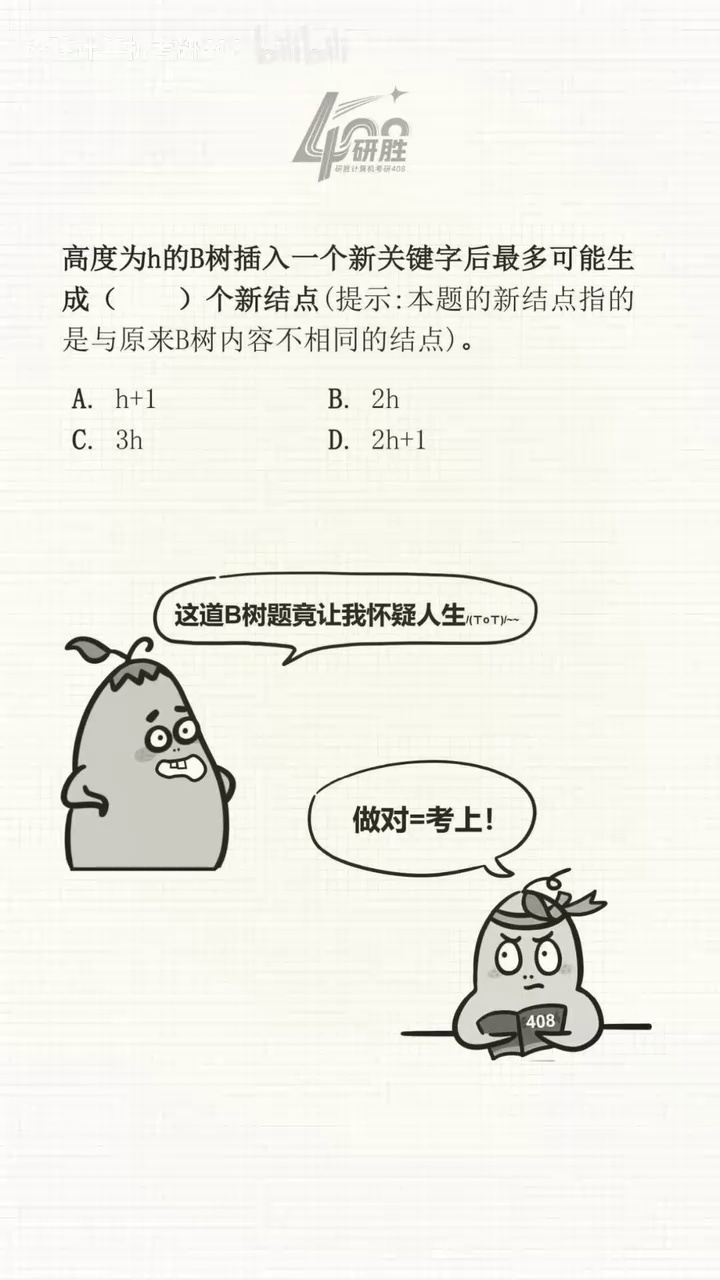 400
研胜
研胜计算机考研408
高度为h的B树插入一个新关键字后最多可能生
成（　　）个新结点(提示:本题的新结点指的
是与原来B树内容不相同的结点)。
A. h+1　　B. 2h
C. 3h　　D. 2h+1
这道B树题竟让我怀疑人生/(ToT)/~~
做对=考上!
408